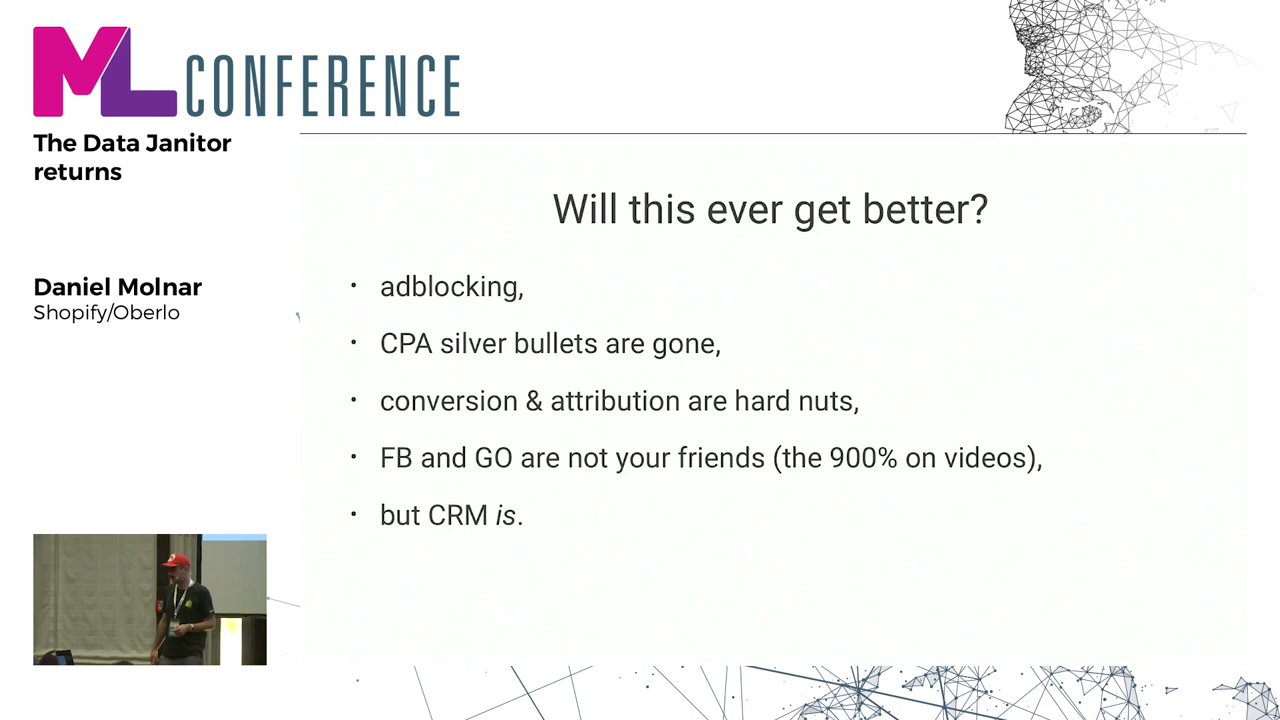 ML CONFERENCE
The Data Janitor
returns
Daniel Molnar
Shopify/Oberlo
Will this ever get better?
· adblocking,
· CPA silver bullets are gone,
· conversion & attribution are hard nuts,
· FB and GO are not your friends (the 900% on videos),
· but CRM is.